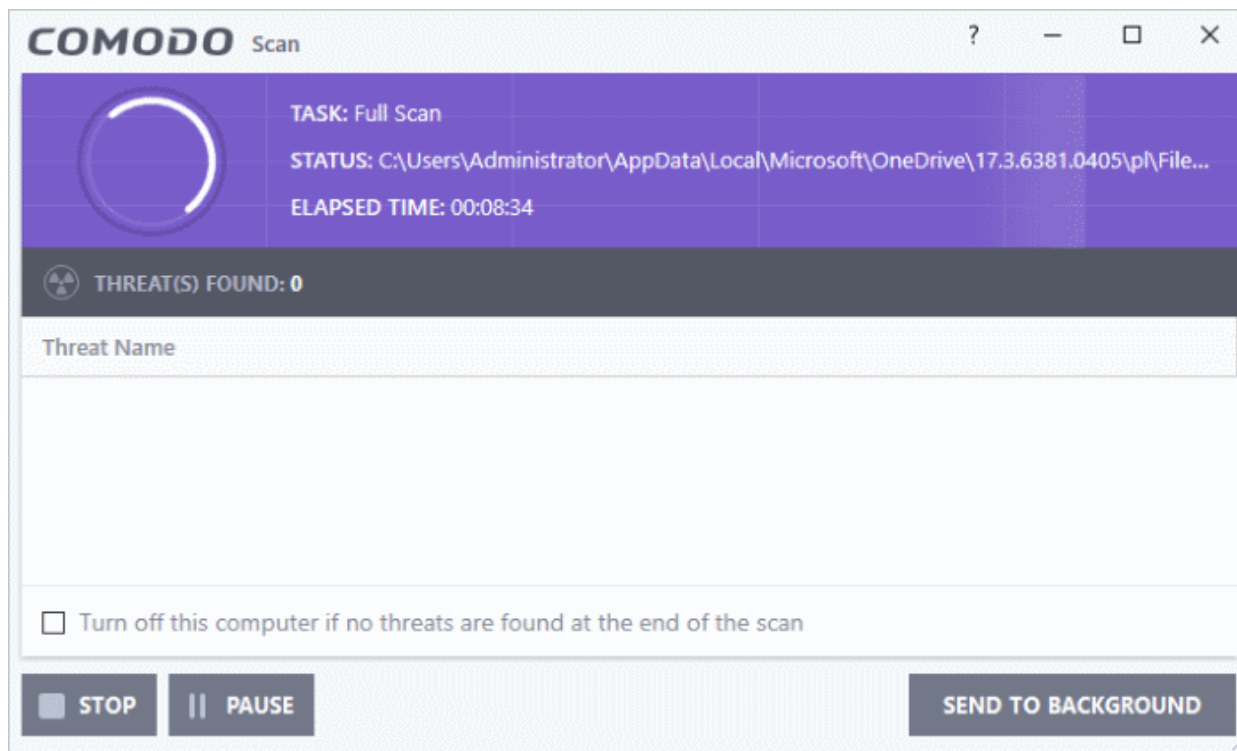 COMODO Scan ?
TASK: Full Scan
STATUS: C:\Users\Administrator\AppData\Local\Microsoft\OneDrive\17.3.6381.0405\pl\File...
ELAPSED TIME: 00:08:34
THREAT(S) FOUND: 0
Threat Name
Turn off this computer if no threats are found at the end of the scan
STOP PAUSE SEND TO BACKGROUND